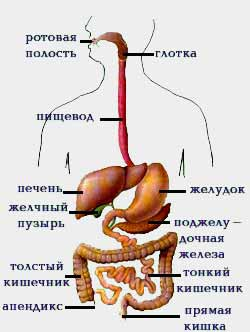 ротовая
полость
глотка
пищевод
печень
желудок
желчный
пузырь
поджелу –
дочная
железа
толстый
кишечник
тонкий
кишечник
апендикс
прямая
кишка